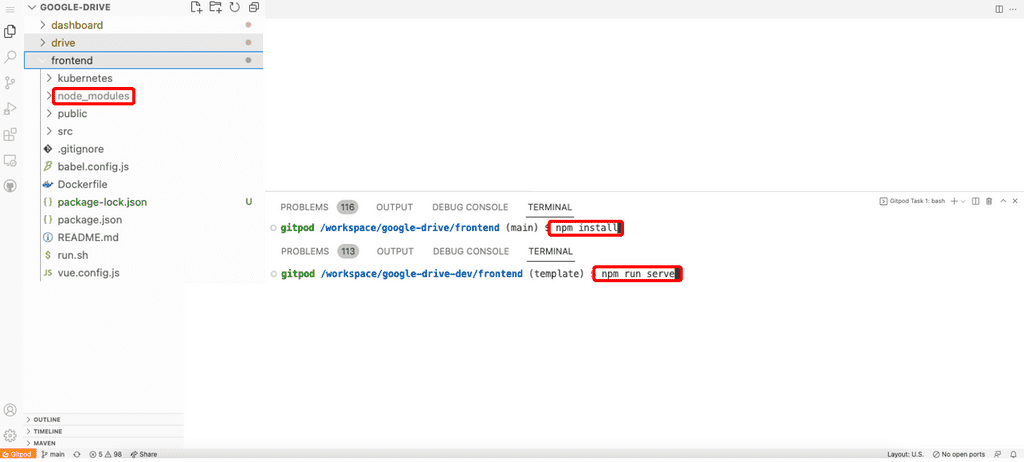 GOOGLE-DRIVE
dashboard
drive
frontend
kubernetes
node_modules
public
src
.gitignore
babel.config.js
Dockerfile
{} package-lock.json U
{} package.json
README.md
$ run.sh
JS vue.config.js
PROBLEMS 116 OUTPUT DEBUG CONSOLE TERMINAL
Gitpod Task 1: bash
gitpod /workspace/google-drive/frontend (main) $ npm install
PROBLEMS 113 OUTPUT DEBUG CONSOLE TERMINAL
gitpod /workspace/google-drive-dev/frontend (template) $ npm run serve
OUTLINE
TIMELINE
MAVEN
Gitpod main 5 98 Share Layout: U.S. No open ports